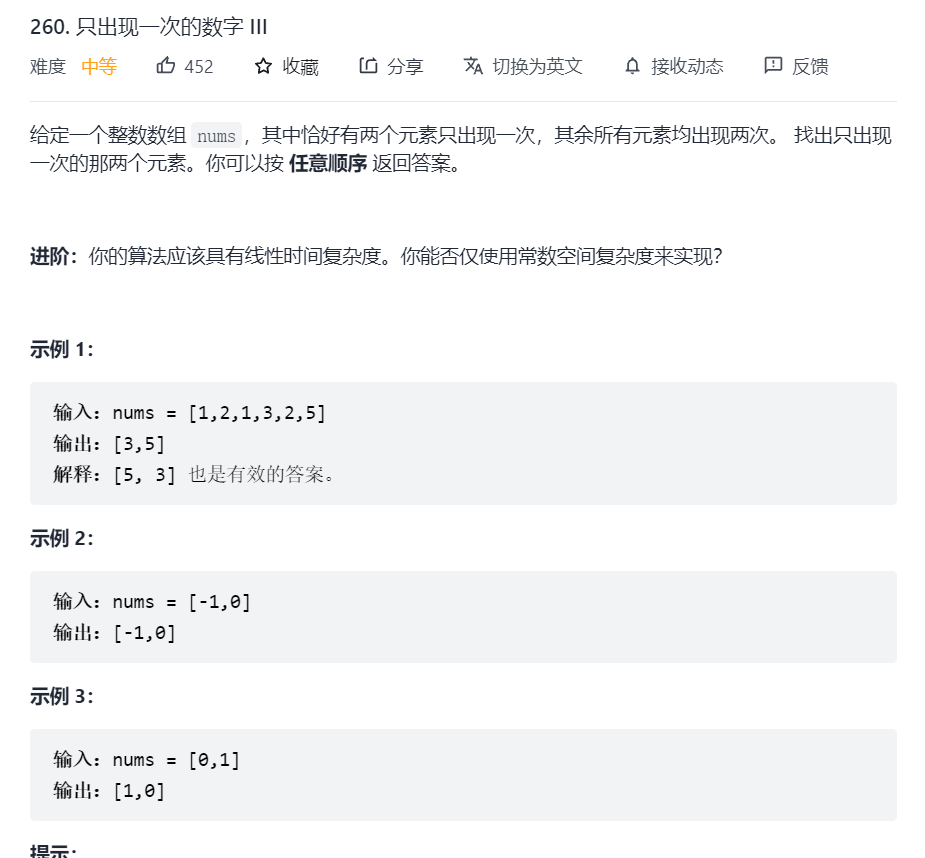 260. 只出现一次的数字 III
难度 中等 452 收藏 分享 切换为英文 接收动态 反馈
给定一个整数数组 nums，其中恰好有两个元素只出现一次，其余所有元素均出现两次。 找出只出现
一次的那两个元素。你可以按 任意顺序 返回答案。
进阶：你的算法应该具有线性时间复杂度。你能否仅使用常数空间复杂度来实现？
示例 1：
输入：nums = [1,2,1,3,2,5]
输出：[3,5]
解释：[5, 3] 也是有效的答案。
示例 2：
输入：nums = [-1,0]
输出：[-1,0]
示例 3：
输入：nums = [0,1]
输出：[1,0]
提示：